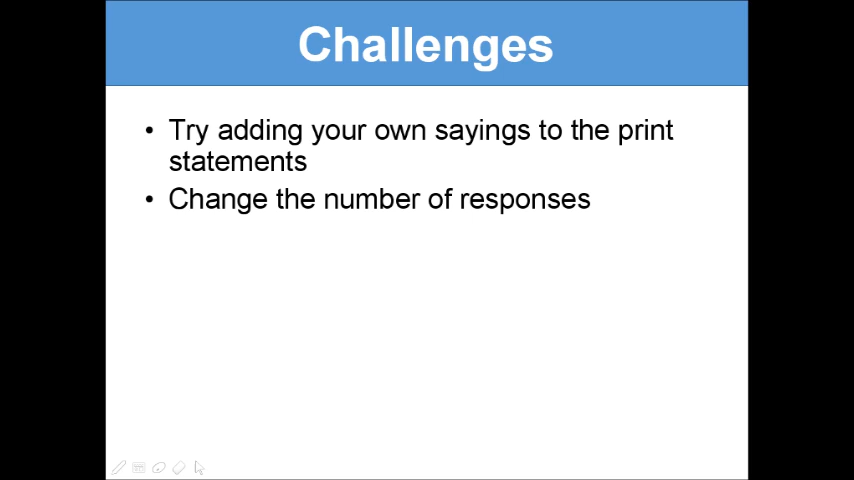 Challenges
• Try adding your own sayings to the print
statements
• Change the number of responses